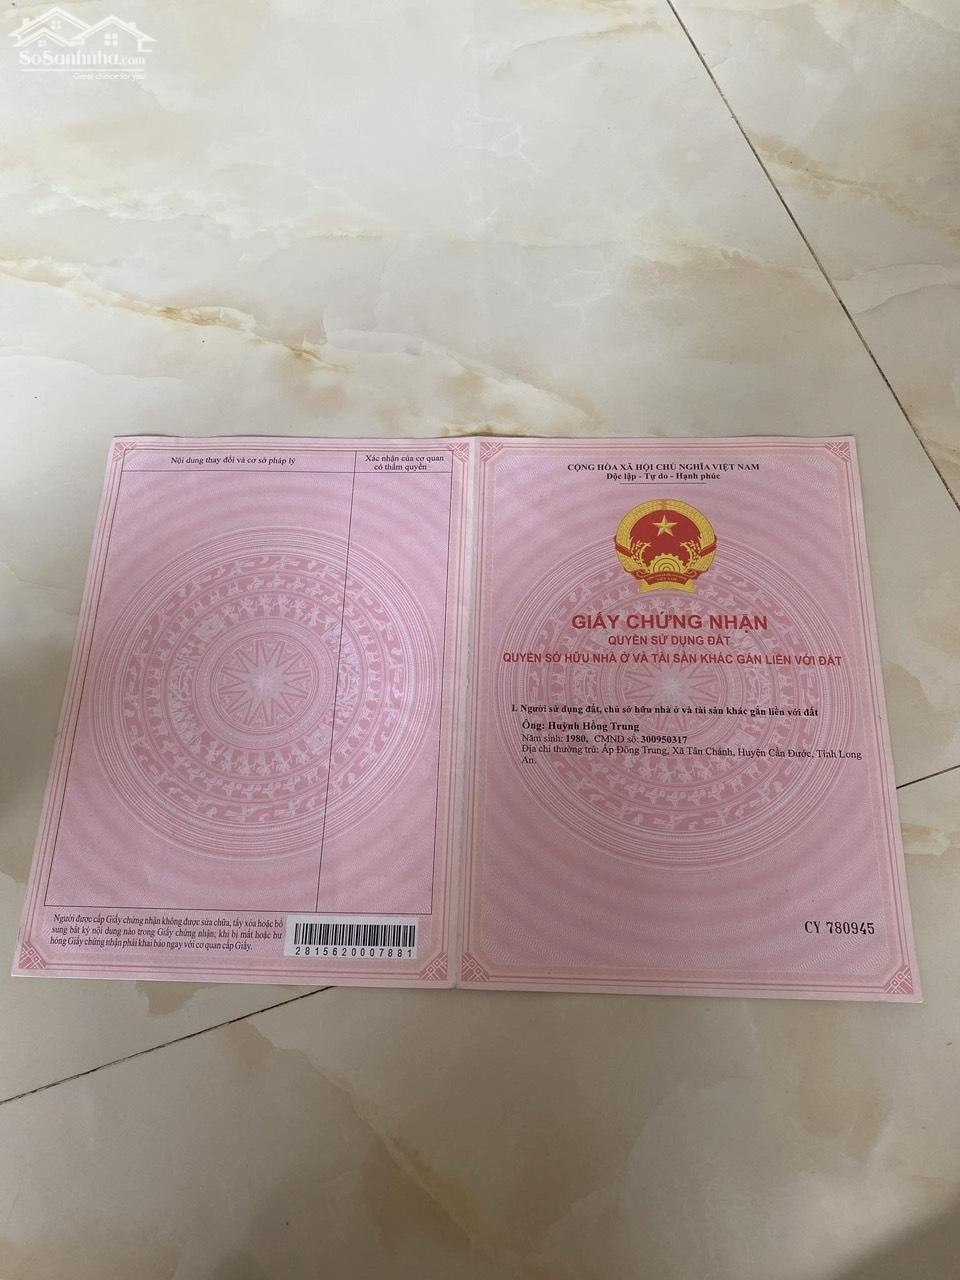 SoSanhnha.com
Great choice for you
Nội dung thay đổi và cơ sở pháp lý
Xác nhận của cơ quan
có thẩm quyền
Người được cấp Giấy chứng nhận không được sửa chữa, tẩy xóa hoặc bổ
sung bất kỳ nội dung nào trong Giấy chứng nhận; khi bị mất hoặc hư
hỏng Giấy chứng nhận phải khai báo ngay với cơ quan cấp Giấy.
2815620007881
CỘNG HÒA XÃ HỘI CHỦ NGHĨA VIỆT NAM
Độc lập - Tự do - Hạnh phúc
GIẤY CHỨNG NHẬN
QUYỀN SỬ DỤNG ĐẤT
QUYỀN SỞ HỮU NHÀ Ở VÀ TÀI SẢN KHÁC GẮN LIỀN VỚI ĐẤT
I. Người sử dụng đất, chủ sở hữu nhà ở và tài sản khác gắn liền với đất
Ông: Huỳnh Hồng Trung
Năm sinh: 1980, CMND số: 300950317
Địa chỉ thường trú: Ấp Đông Trung, Xã Tân Chánh, Huyện Cần Đước, Tỉnh Long
An.
CY 780945